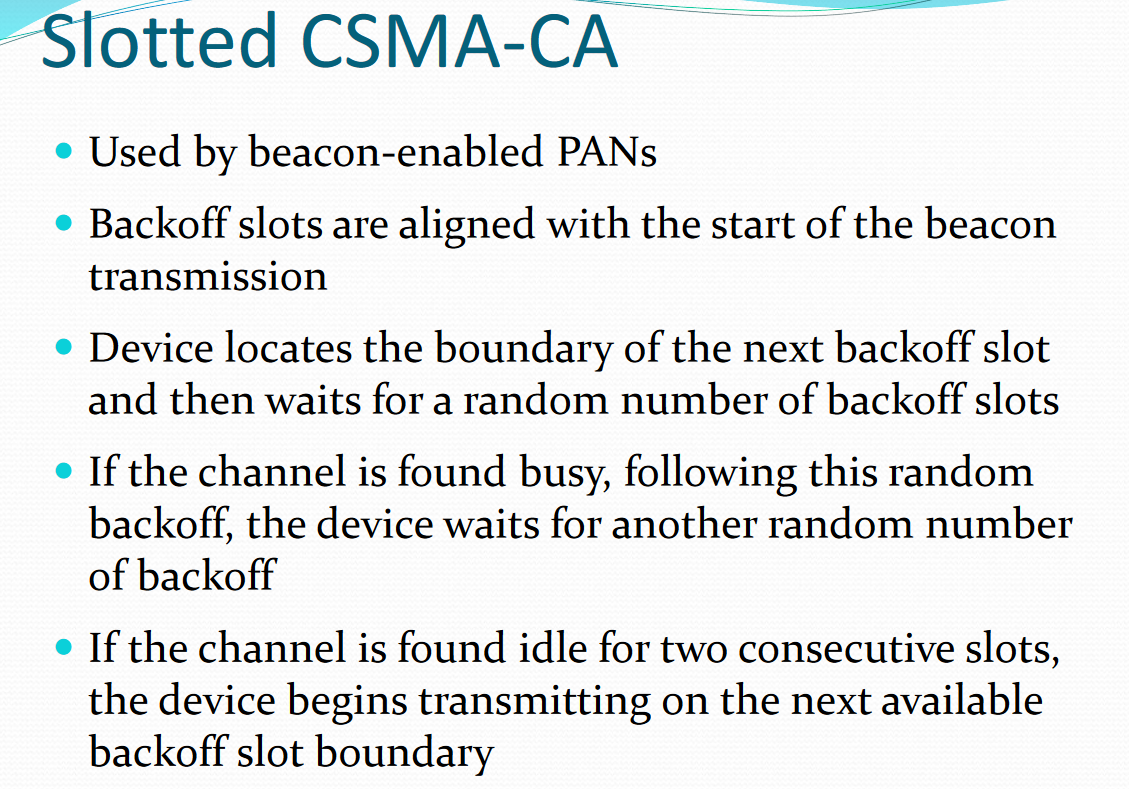 Slotted CSMA-CA
• Used by beacon-enabled PANs
• Backoff slots are aligned with the start of the beacon
transmission
• Device locates the boundary of the next backoff slot
and then waits for a random number of backoff slots
• If the channel is found busy, following this random
backoff, the device waits for another random number
of backoff
• If the channel is found idle for two consecutive slots,
the device begins transmitting on the next available
backoff slot boundary